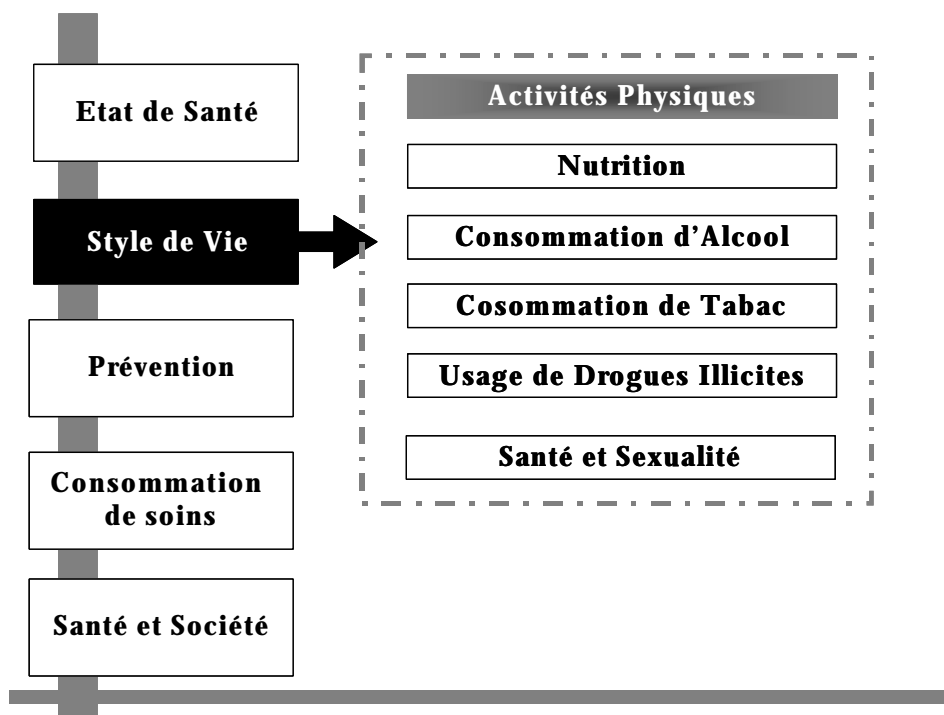 Etat de Santé
Style de Vie
Prévention
Consommation
de soins
Santé et Société
Activités Physiques
Nutrition
Consommation d’Alcool
Cosommation de Tabac
Usage de Drogues Illicites
Santé et Sexualité